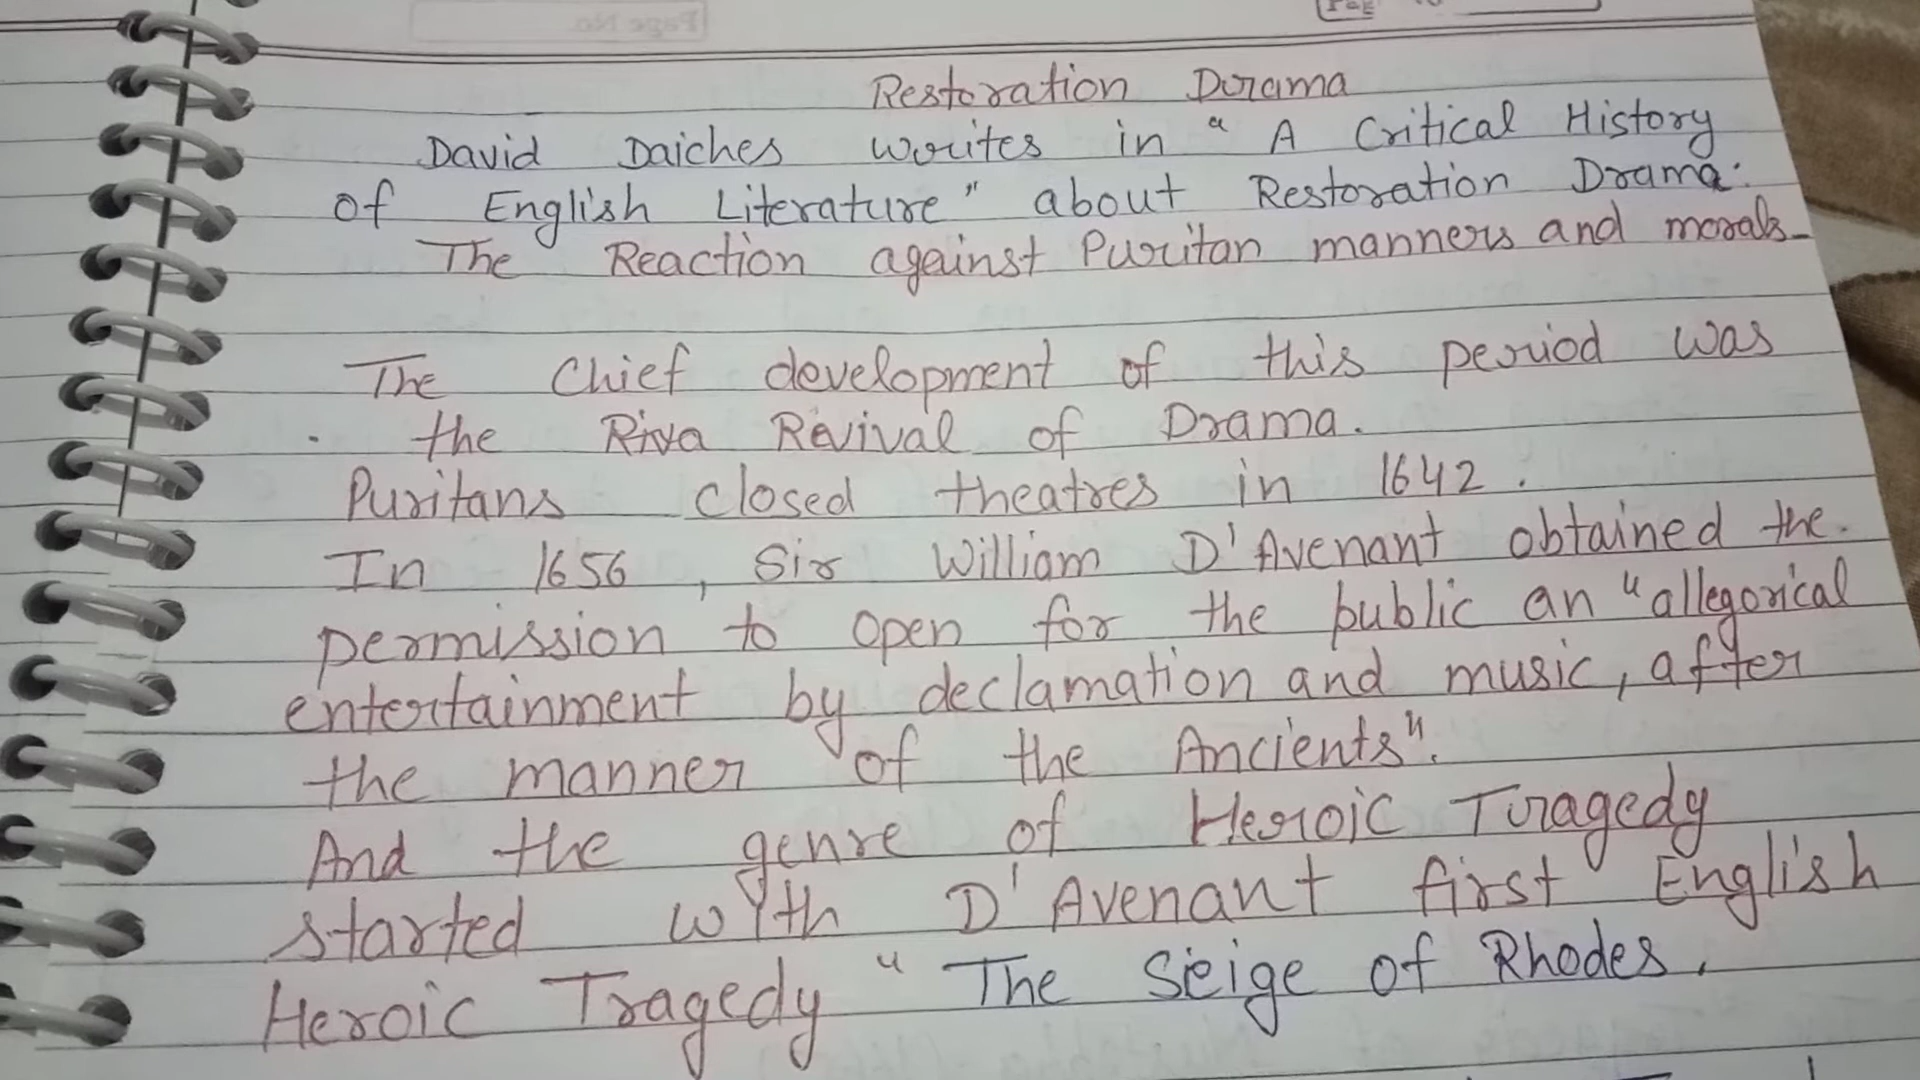 Restoration Drama
David Daiches writes in " A Critical History
of English Literature" about Restoration Drama.
The Reaction against Puritan manners and morals-
The Chief development of this period was
the Riva Revival of Drama.
Puritans closed theatres in 1642.
In 1656, Sir William D'Avenant obtained the
permission to open for the public an "allegorical
entertainment by declamation and music, after
the manner of the Ancients".
And the genre of Heroic Tragedy
started with D'Avenant first English
Heroic Tragedy " The Seige of Rhodes.